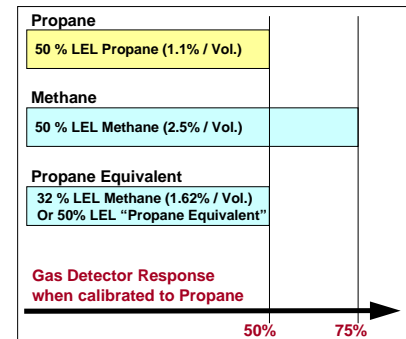 Propane
50 % LEL Propane (1.1% / Vol.)
Methane
50 % LEL Methane (2.5% / Vol.)
Propane Equivalent
32 % LEL Methane (1.62% / Vol.)
Or 50% LEL “Propane Equivalent”
Gas Detector Response
when calibrated to Propane
50% 75%